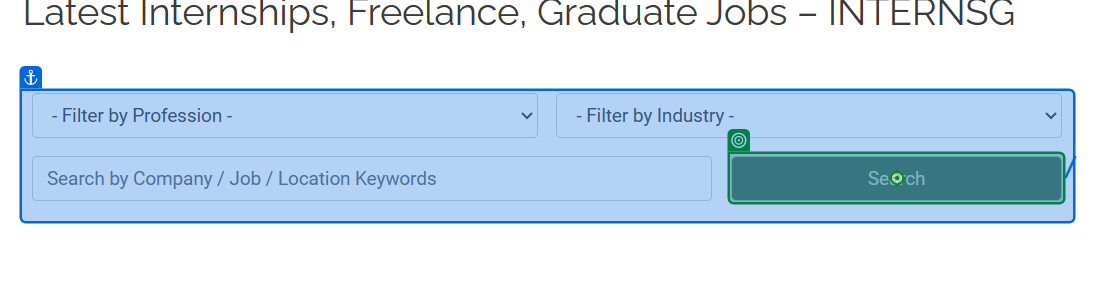 Latest Internships, Freelance, Graduate Jobs – INTERNSG
- Filter by Profession -
- Filter by Industry -
Search by Company / Job / Location Keywords
Search